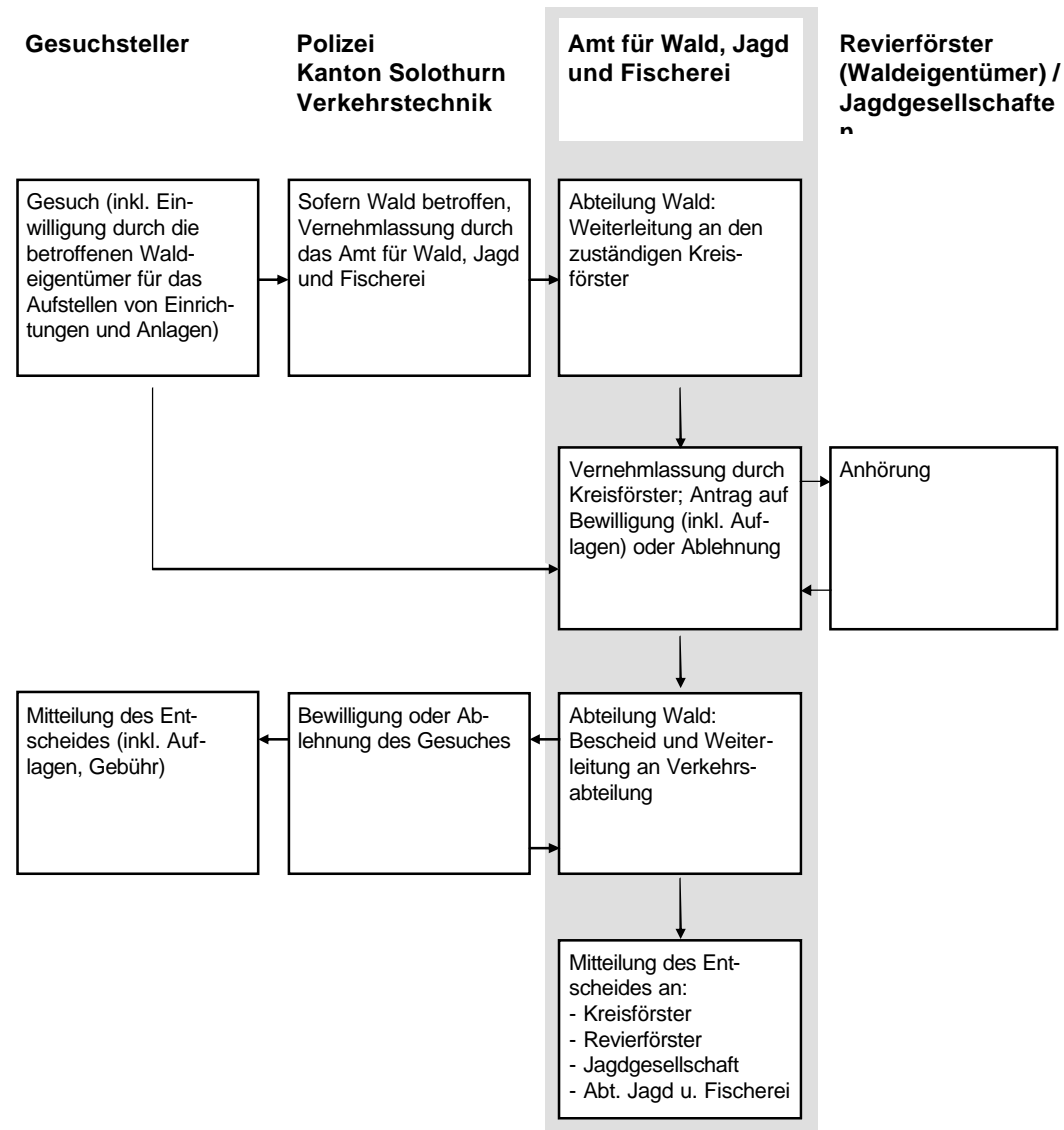 Gesuchsteller
Polizei
Kanton Solothurn
Verkehrstechnik
Amt für Wald, Jagd
und Fischerei
Revierförster
(Waldeigentümer) /
Jagdgesellschafte
n
Gesuch (inkl. Ein-
willigung durch die
betroffenen Wald-
eigentümer für das
Aufstellen von Einrich-
tungen und Anlagen)
Sofern Wald betroffen,
Vernehmlassung durch
das Amt für Wald, Jagd
und Fischerei
Abteilung Wald:
Weiterleitung an den
zuständigen Kreis-
förster
Vernehmlassung durch
Kreisförster; Antrag auf
Bewilligung (inkl. Auf-
lagen) oder Ablehnung
Anhörung
Mitteilung des Ent-
scheides (inkl. Auf-
lagen, Gebühr)
Bewilligung oder Ab-
lehnung des Gesuches
Abteilung Wald:
Bescheid und Weiter-
leitung an Verkehrs-
abteilung
Mitteilung des Ent-
scheides an:
- Kreisförster
- Revierförster
- Jagdgesellschaft
- Abt. Jagd u. Fischerei